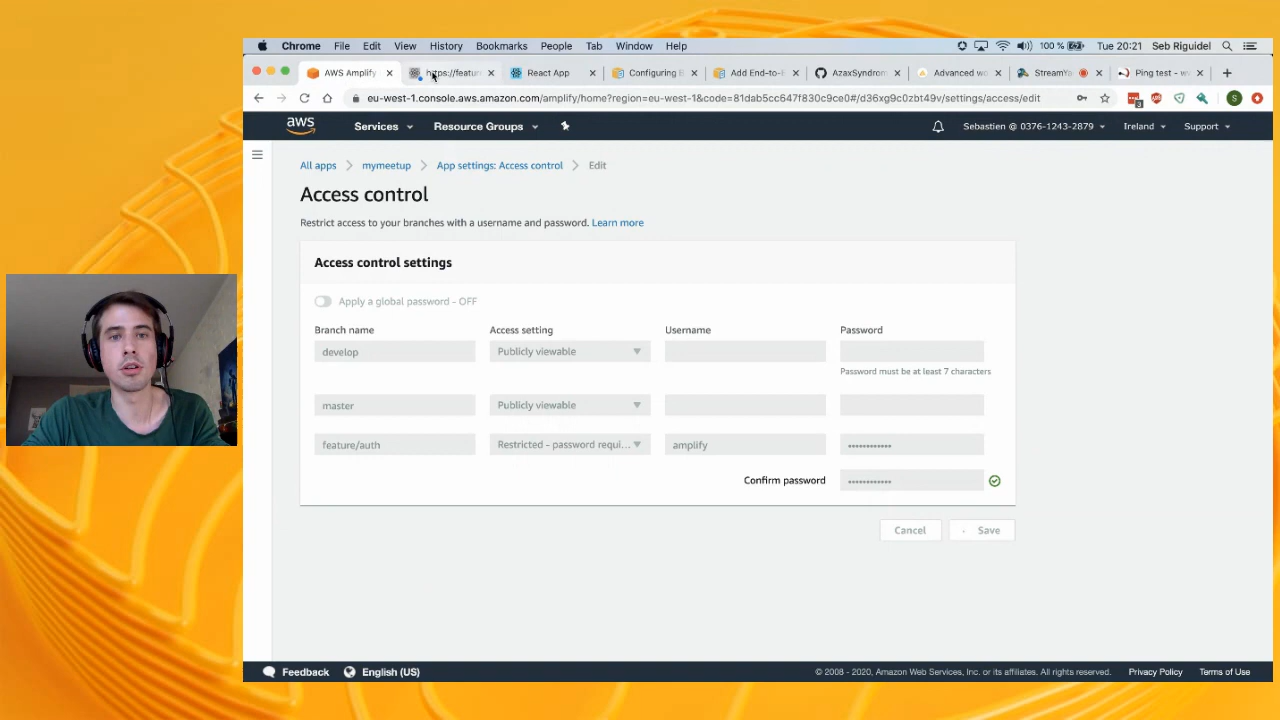 Chrome File Edit View History Bookmarks People Tab Window Help 100 % Tue 20:21 Seb Riguidel
AWS Amplify https://featur React App Configuring E Add End-to-E AzaxSyndrom Advanced wo StreamYa Ping test - w
eu-west-1.console.aws.amazon.com/amplify/home?region=eu-west-1&code=81dab5cc647f830c9ce0#/d36xg9c0zbt49v/settings/access/edit 3 S
aws Services Resource Groups Sebastien @ 0376-1243-2879 Ireland Support
All apps mymeetup App settings: Access control Edit
Access control
Restrict access to your branches with a username and password. Learn more
Access control settings
Apply a global password - OFF
Branch name Access setting Username Password
develop Publicly viewable
Password must be at least 7 characters
master Publicly viewable
feature/auth Restricted - password requi... amplify ••••••••••••
Confirm password ••••••••••••
Cancel Save
Feedback English (US) © 2008 - 2020, Amazon Web Services, Inc. or its affiliates. All rights reserved. Privacy Policy Terms of Use